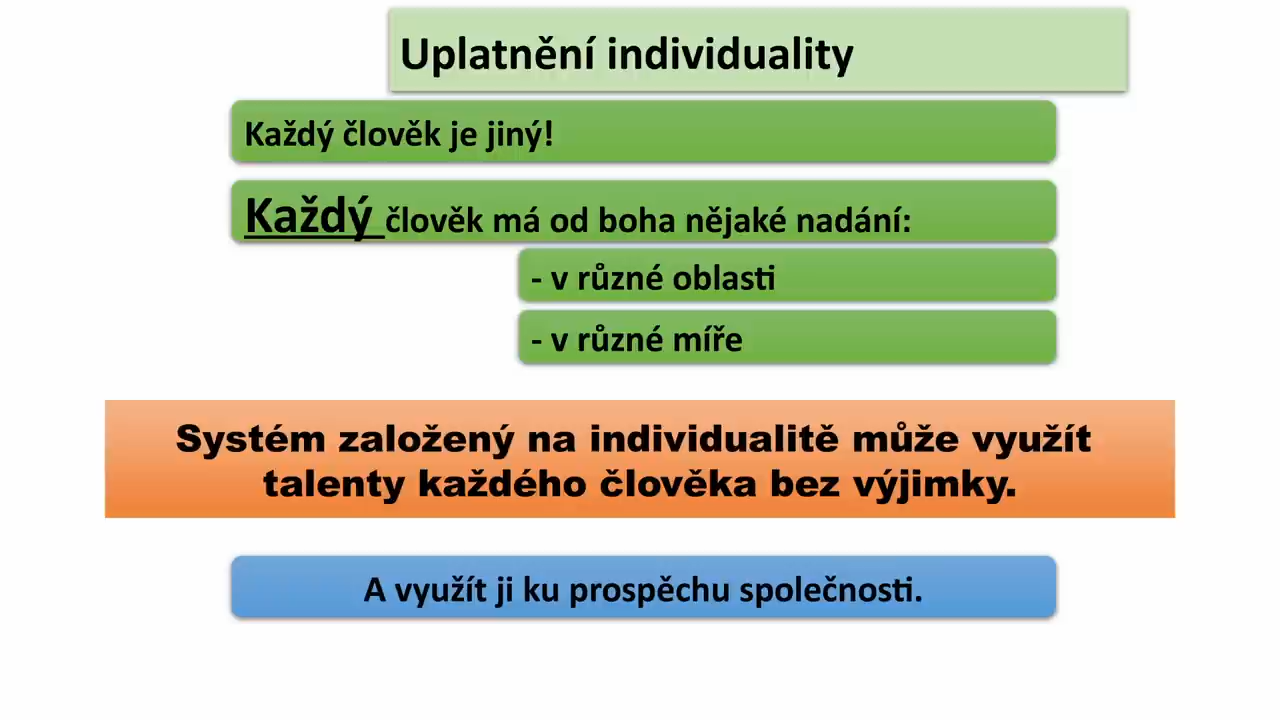 Uplatnění individuality
Každý člověk je jiný!
Každý člověk má od boha nějaké nadání:
- v různé oblasti
- v různé míře
Systém založený na individualitě může využít
talenty každého člověka bez výjimky.
A využít ji ku prospěchu společnosti.